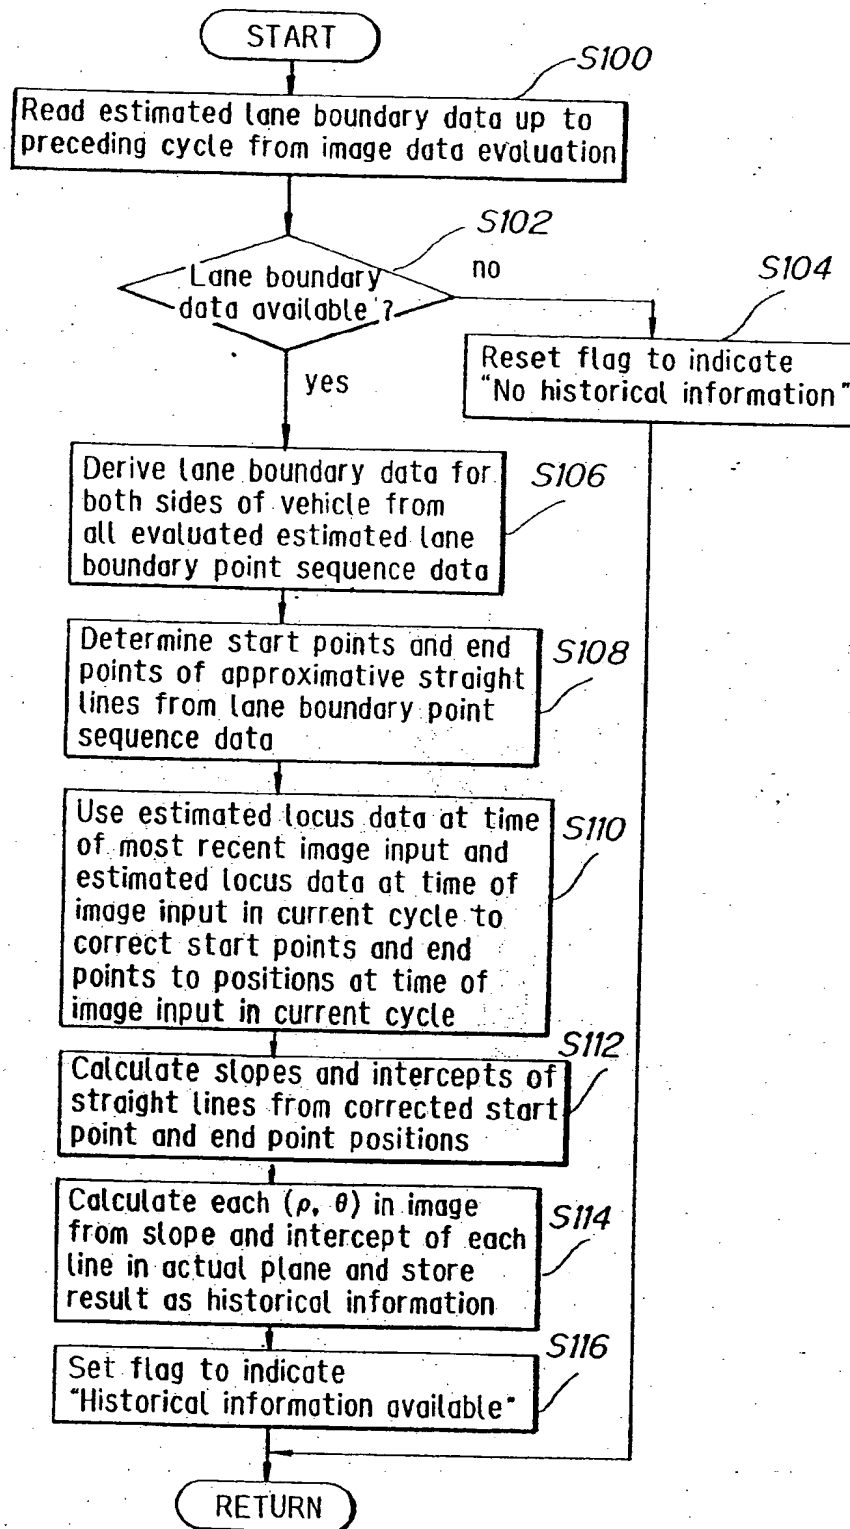 START
S100
Read estimated lane boundary data up to
preceding cycle from image data evaluation
S102
Lane boundary
data available ?
no
yes
S104
Reset flag to indicate
“No historical information”
Derive lane boundary data for
both sides of vehicle from
all evaluated estimated lane
boundary point sequence data
S106
Determine start points and end
points of approximative straight
lines from lane boundary point
sequence data
S108
Use estimated locus data at time
of most recent image input and
estimated locus data at time of
image input in current cycle to
correct start points and end
points to positions at time of
image input in current cycle
S110
S112
Calculate slopes and intercepts of
straight lines from corrected start
point and end point positions
Calculate each (ρ, θ) in image
from slope and intercept of each
line in actual plane and store
result as historical information
S114
S116
Set flag to indicate
“Historical information available”
RETURN